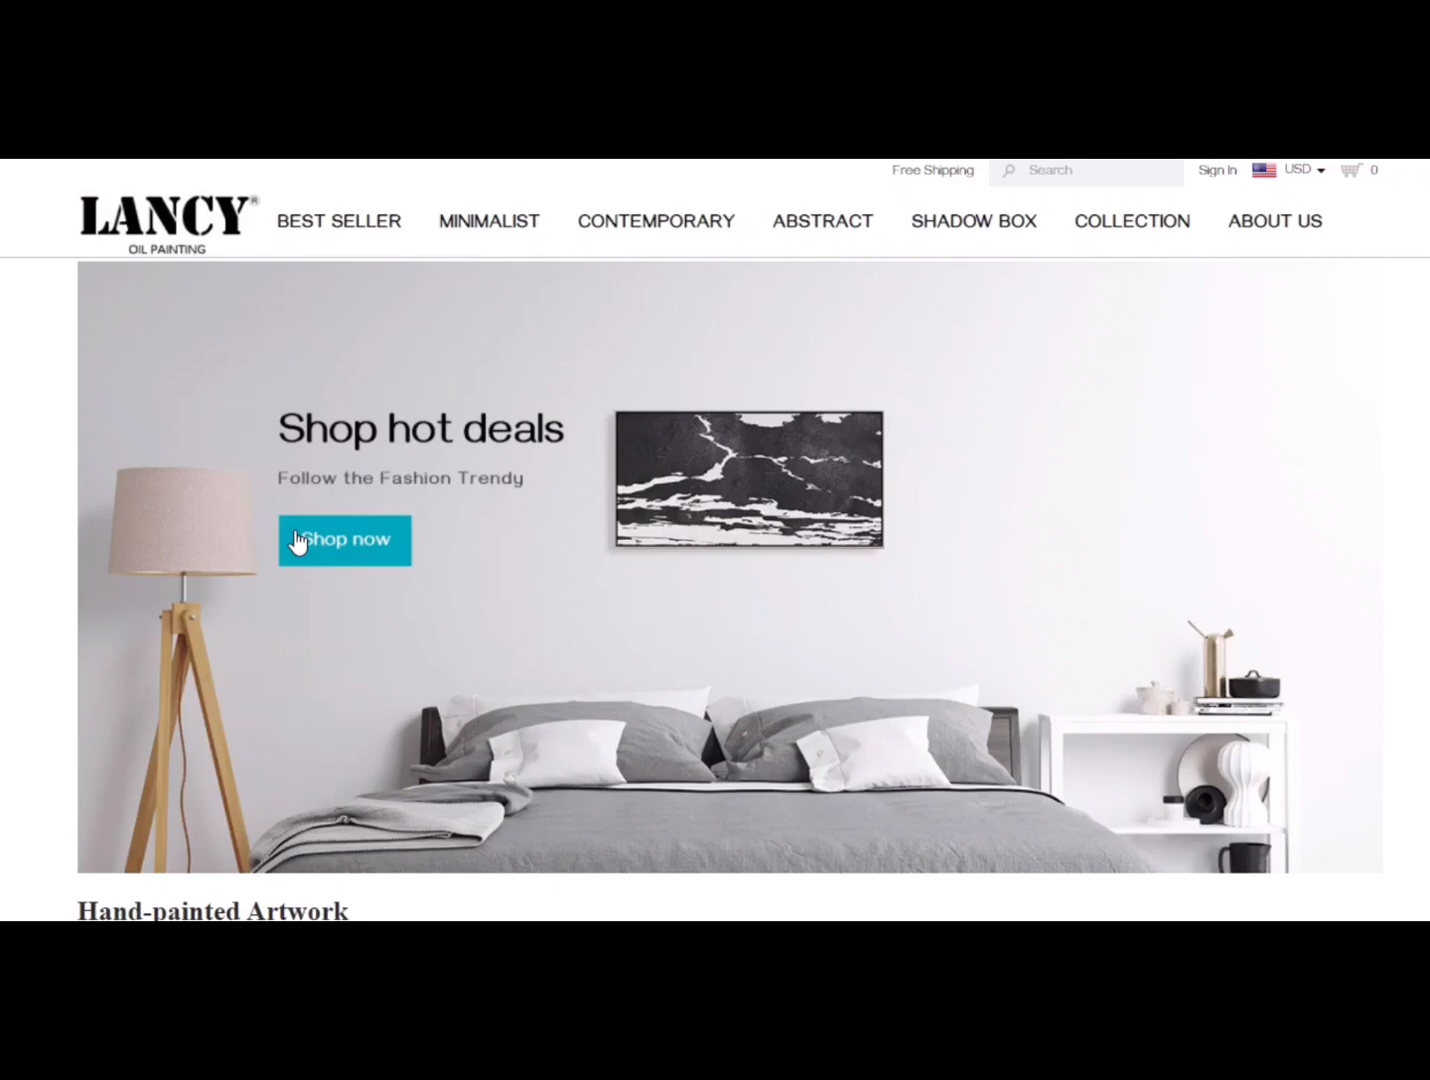 Free Shipping Search Sign In USD 0
LANCY®
OIL PAINTING
BEST SELLER MINIMALIST CONTEMPORARY ABSTRACT SHADOW BOX COLLECTION ABOUT US
Shop hot deals
Follow the Fashion Trendy
Shop now
Hand-painted Artwork